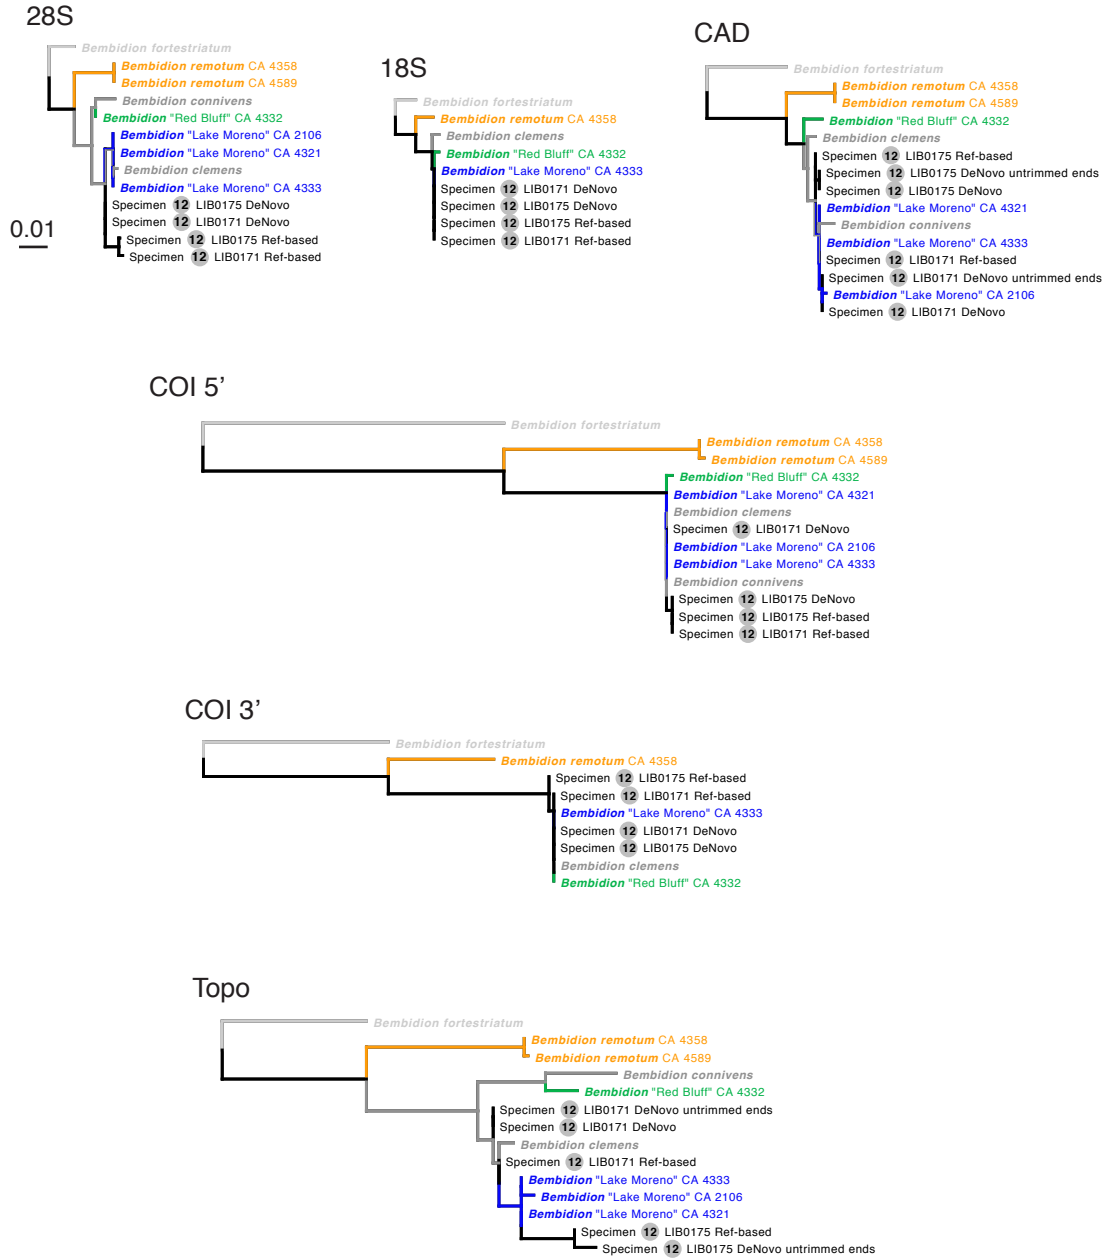 28S
Bembidion fortestriatum
Bembidion remotum CA 4358
Bembidion remotum CA 4589
Bembidion connivens
Bembidion "Red Bluff" CA 4332
Bembidion "Lake Moreno" CA 2106
Bembidion "Lake Moreno" CA 4321
Bembidion clemens
Bembidion "Lake Moreno" CA 4333
Specimen 12 LIB0175 DeNovo
Specimen 12 LIB0171 DeNovo
Specimen 12 LIB0175 Ref-based
Specimen 12 LIB0171 Ref-based
0.01
18S
Bembidion fortestriatum
Bembidion remotum CA 4358
Bembidion clemens
Bembidion "Red Bluff" CA 4332
Bembidion "Lake Moreno" CA 4333
Specimen 12 LIB0171 DeNovo
Specimen 12 LIB0175 DeNovo
Specimen 12 LIB0175 Ref-based
Specimen 12 LIB0171 Ref-based
CAD
Bembidion fortestriatum
Bembidion remotum CA 4358
Bembidion remotum CA 4589
Bembidion "Red Bluff" CA 4332
Bembidion clemens
Specimen 12 LIB0175 Ref-based
Specimen 12 LIB0175 DeNovo untrimmed ends
Specimen 12 LIB0175 DeNovo
Bembidion "Lake Moreno" CA 4321
Bembidion connivens
Bembidion "Lake Moreno" CA 4333
Specimen 12 LIB0171 Ref-based
Specimen 12 LIB0171 DeNovo untrimmed ends
Bembidion "Lake Moreno" CA 2106
Specimen 12 LIB0171 DeNovo
COI 5’
Bembidion fortestriatum
Bembidion remotum CA 4358
Bembidion remotum CA 4589
Bembidion "Red Bluff" CA 4332
Bembidion "Lake Moreno" CA 4321
Bembidion clemens
Specimen 12 LIB0171 DeNovo
Bembidion "Lake Moreno" CA 2106
Bembidion "Lake Moreno" CA 4333
Bembidion connivens
Specimen 12 LIB0175 DeNovo
Specimen 12 LIB0175 Ref-based
Specimen 12 LIB0171 Ref-based
COI 3’
Bembidion fortestriatum
Bembidion remotum CA 4358
Specimen 12 LIB0175 Ref-based
Specimen 12 LIB0171 Ref-based
Bembidion "Lake Moreno" CA 4333
Specimen 12 LIB0171 DeNovo
Specimen 12 LIB0175 DeNovo
Bembidion clemens
Bembidion "Red Bluff" CA 4332
Topo
Bembidion fortestriatum
Bembidion remotum CA 4358
Bembidion remotum CA 4589
Bembidion connivens
Bembidion "Red Bluff" CA 4332
Specimen 12 LIB0171 DeNovo untrimmed ends
Specimen 12 LIB0171 DeNovo
Bembidion clemens
Specimen 12 LIB0171 Ref-based
Bembidion "Lake Moreno" CA 4333
Bembidion "Lake Moreno" CA 2106
Bembidion "Lake Moreno" CA 4321
Specimen 12 LIB0175 Ref-based
Specimen 12 LIB0175 DeNovo untrimmed ends